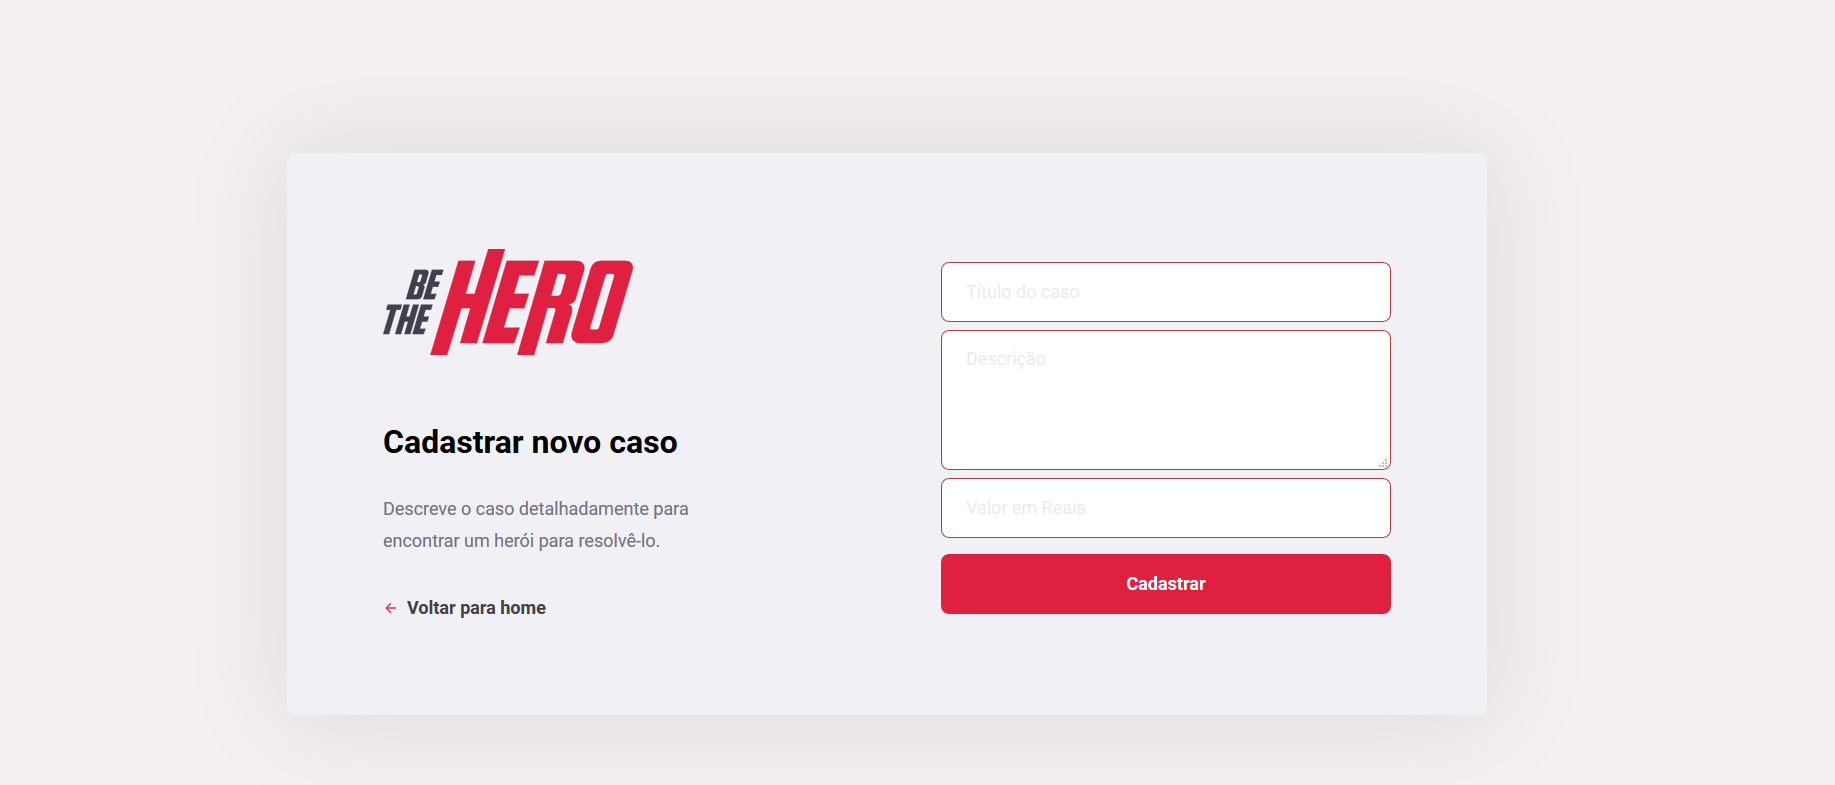 BE
THE
HERO
Cadastrar novo caso
Descreve o caso detalhadamente para
encontrar um herói para resolvê-lo.
Voltar para home
Título do caso
Descrição
Valor em Reais
Cadastrar